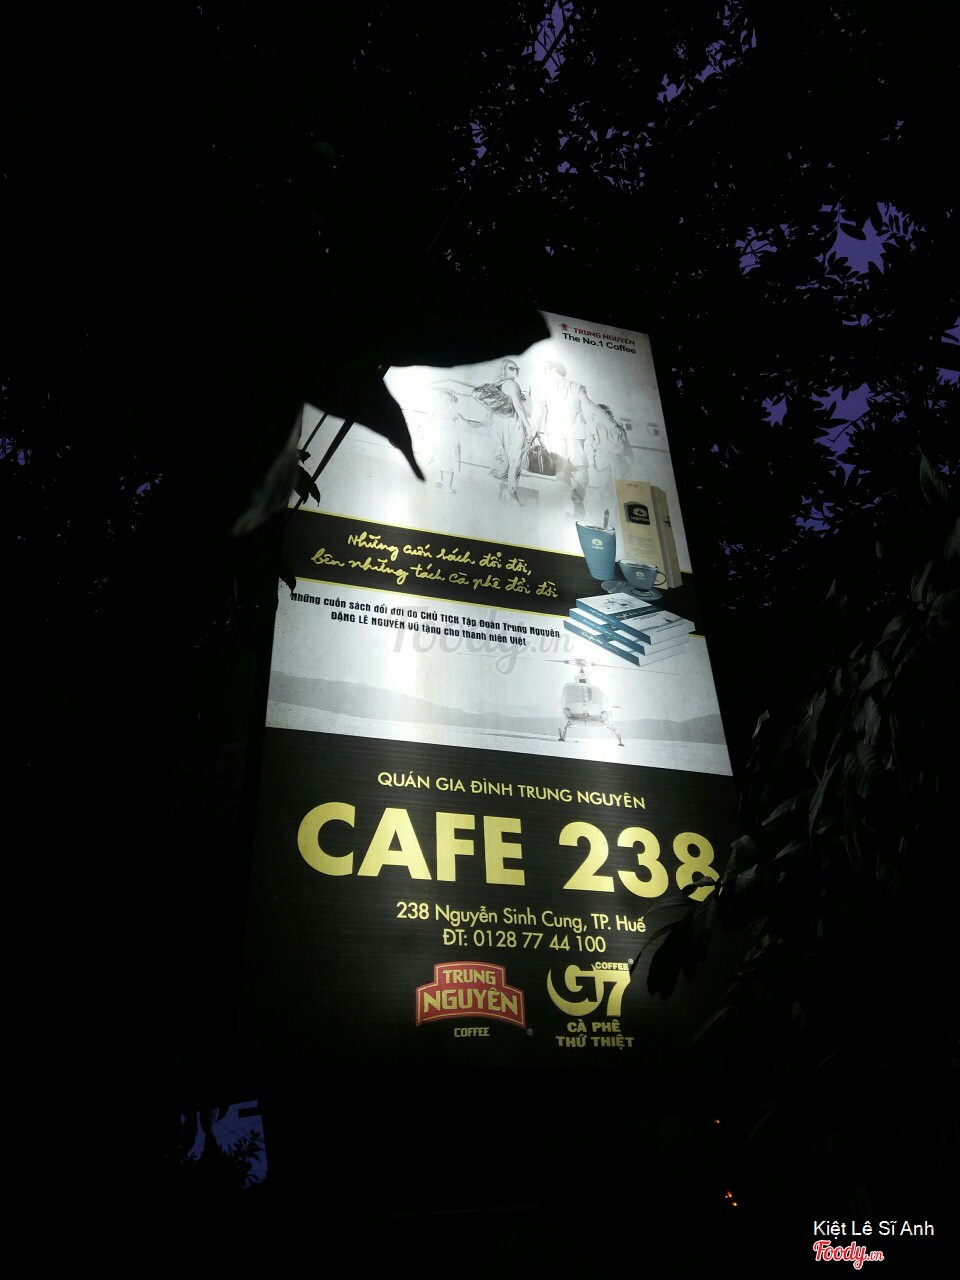 TRUNG NGUYÊN
The No.1 Coffee
Những cuốn sách đổi đời,
bên những tách cà phê đổi đời
Những cuốn sách đổi đời do CHỦ TỊCH Tập Đoàn Trung Nguyên
ĐẶNG LÊ NGUYÊN VŨ tặng cho thanh niên Việt
Foody.vn
QUÁN GIA ĐÌNH TRUNG NGUYÊN
CAFE 238
238 Nguyễn Sinh Cung, TP. Huế
ĐT: 0128 77 44 100
TRUNG
NGUYÊN
COFFEE
COFFEE
G7
CÀ PHÊ
THỨ THIỆT
Kiệt Lê Sĩ Anh
Foody.vn